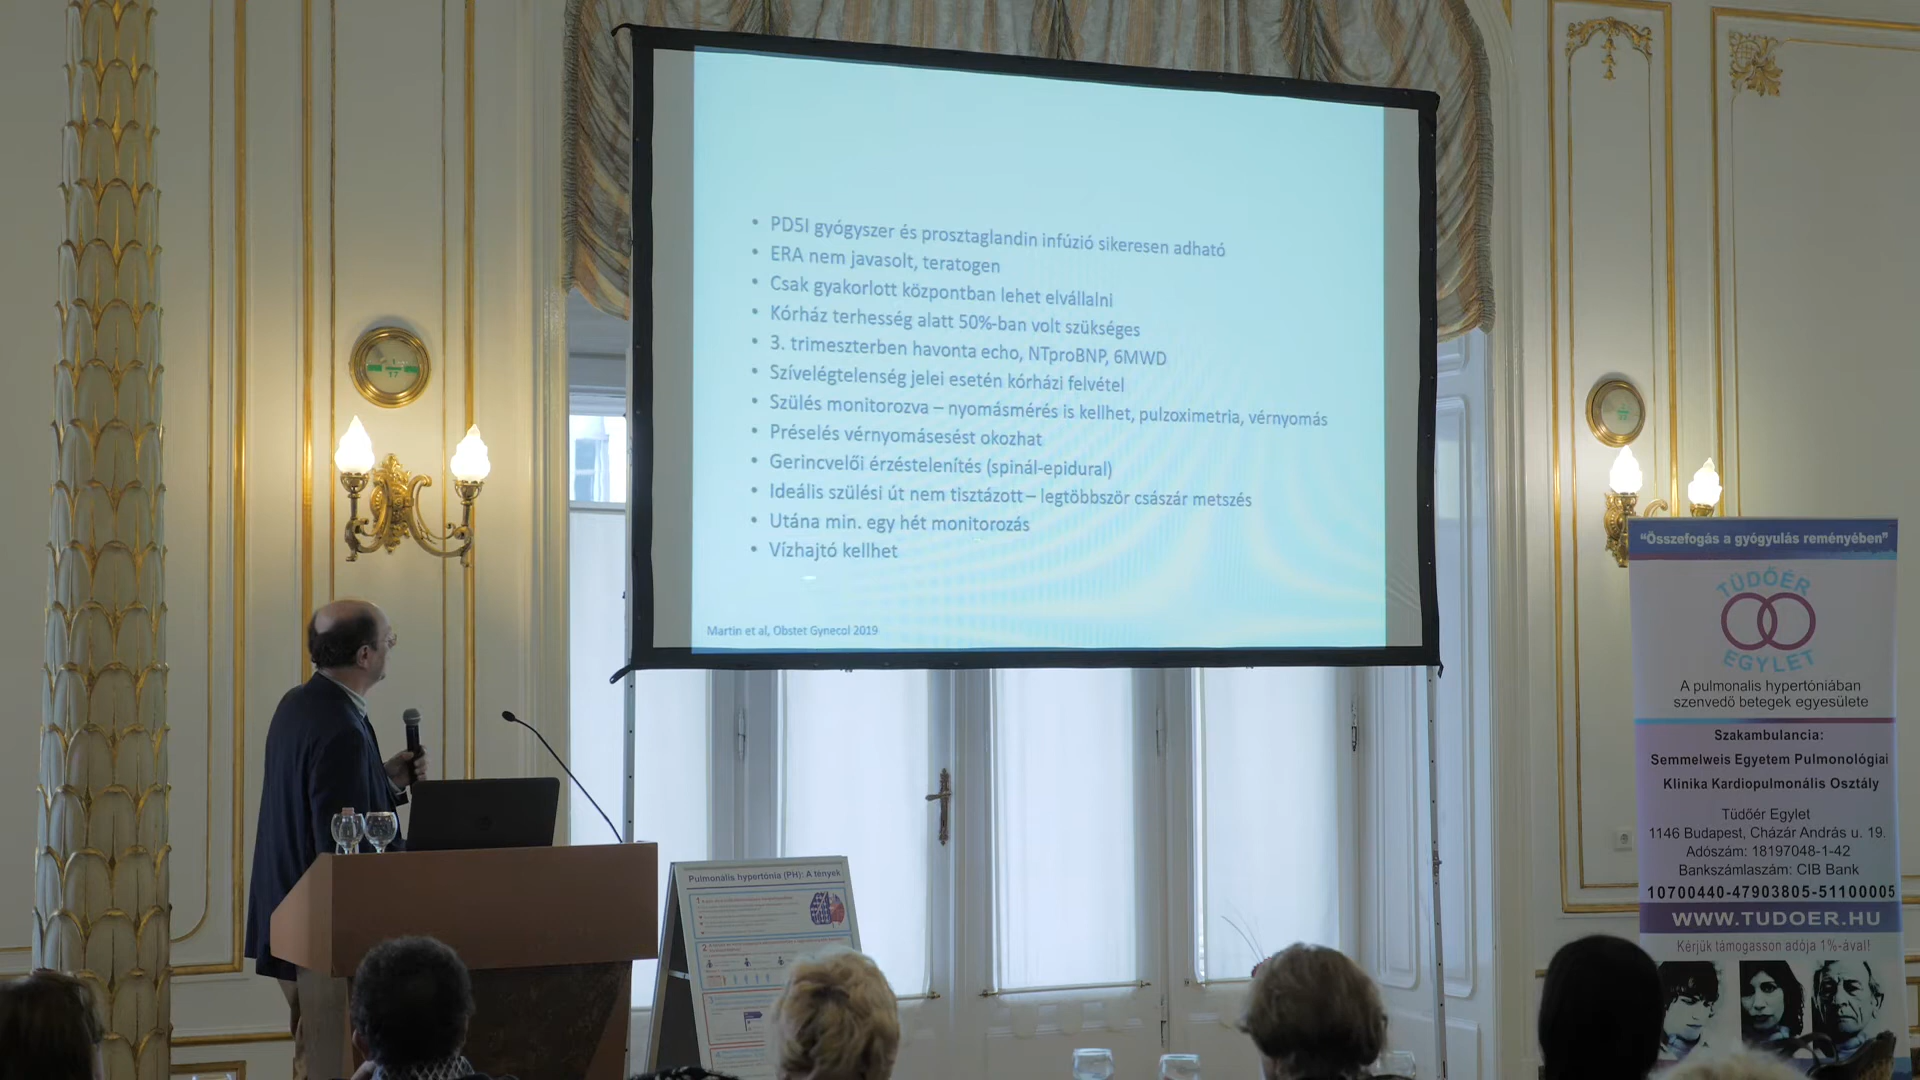 • PD5I gyógyszer és prosztaglandin infúzió sikeresen adható
• ERA nem javasolt, teratogen
• Csak gyakorlott központban lehet elvállalni
• Kórház terhesség alatt 50%-ban volt szükséges
• 3. trimeszterben havonta echo, NTproBNP, 6MWD
• Szívelégtelenség jelei esetén kórházi felvétel
• Szülés monitorozva – nyomásmérés is kellhet, pulzoximetria, vérnyomás
• Préselés vérnyomásesést okozhat
• Gerincvelői érzéstelenítés (spinál-epidural)
• Ideális szülési út nem tisztázott – legtöbbször császár metszés
• Utána min. egy hét monitorozás
• Vízhajtó kellhet
Martin et al, Obstet Gynecol 2019
"Összefogás a gyógyulás reményében"
TÜDŐÉR
EGYLET
A pulmonalis hypertóniában
szenvedő betegek egyesülete
Szakambulancia:
Semmelweis Egyetem Pulmonológiai
Klinika Kardiopulmonális Osztály
Tüdőér Egylet
1146 Budapest, Cházár András u. 19.
Adószám: 18197048-1-42
Bankszámlaszám: CIB Bank
10700440-47903805-51100005
WWW.TUDOER.HU
Kérjük támogasson adója 1%-ával!
Pulmonális hypertónia (PH): A tények
1
2
3
4